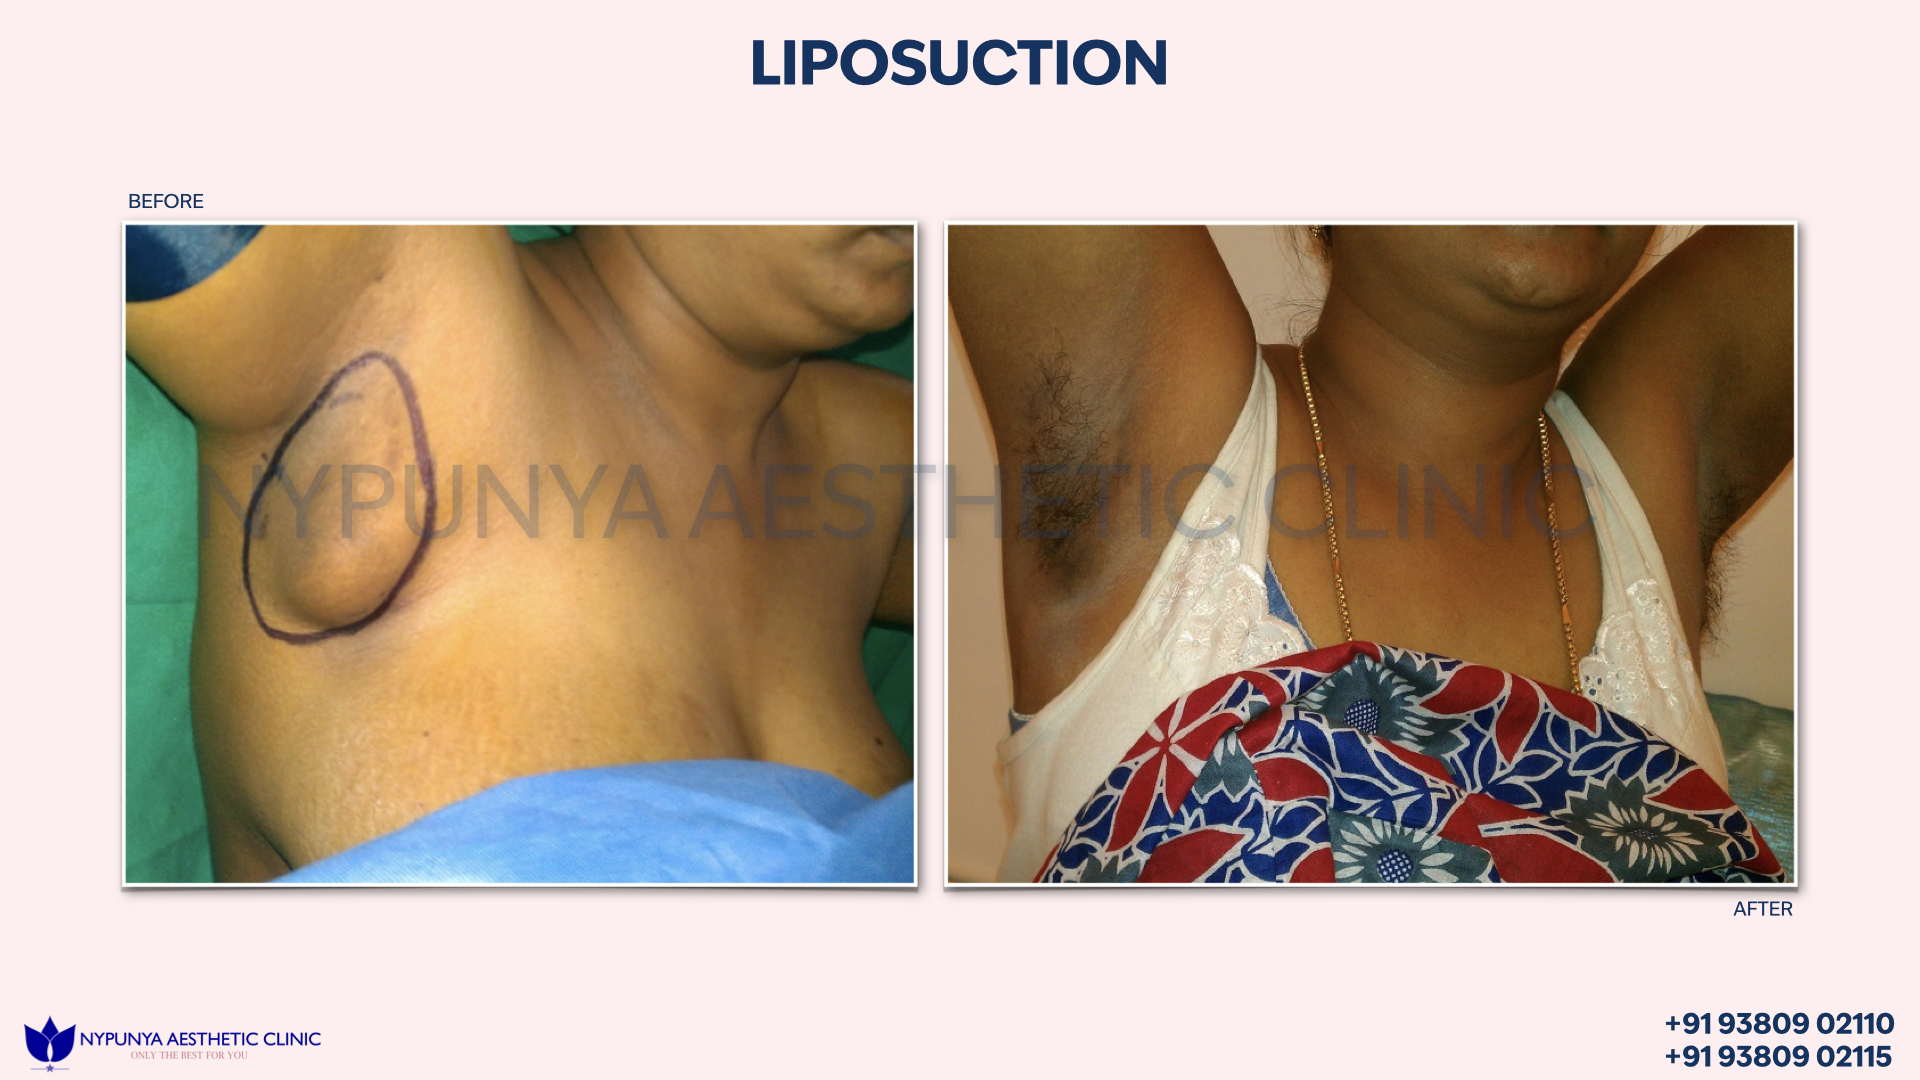 LIPOSUCTION
BEFORE
NYPUNYA AESTHETIC CLINIC
AFTER
NYPUNYA AESTHETIC CLINIC
ONLY THE BEST FOR YOU
+91 93809 02110
+91 93809 02115